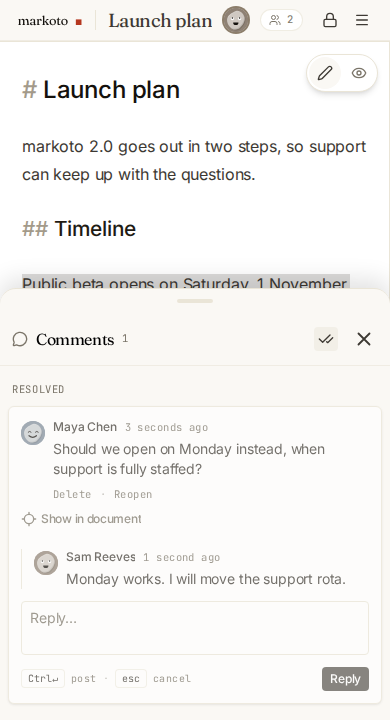 markoto
Launch plan
2
# Launch plan
markoto 2.0 goes out in two steps, so support
can keep up with the questions.
## Timeline
Public beta opens on Saturday, 1 November
Comments 1
RESOLVED
Maya Chen 3 seconds ago
Should we open on Monday instead, when
support is fully staffed?
Delete · Reopen
Show in document
Sam Reeves 1 second ago
Monday works. I will move the support rota.
Reply...
Ctrl↵ post · esc cancel
Reply